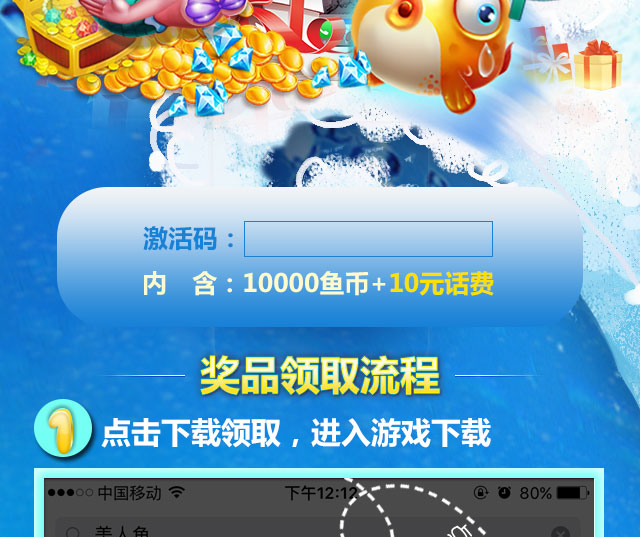 激活码：
内 含：10000鱼币+10元话费
奖品领取流程
1 点击下载领取，进入游戏下载
中国移动 下午12:12 80%
美人鱼